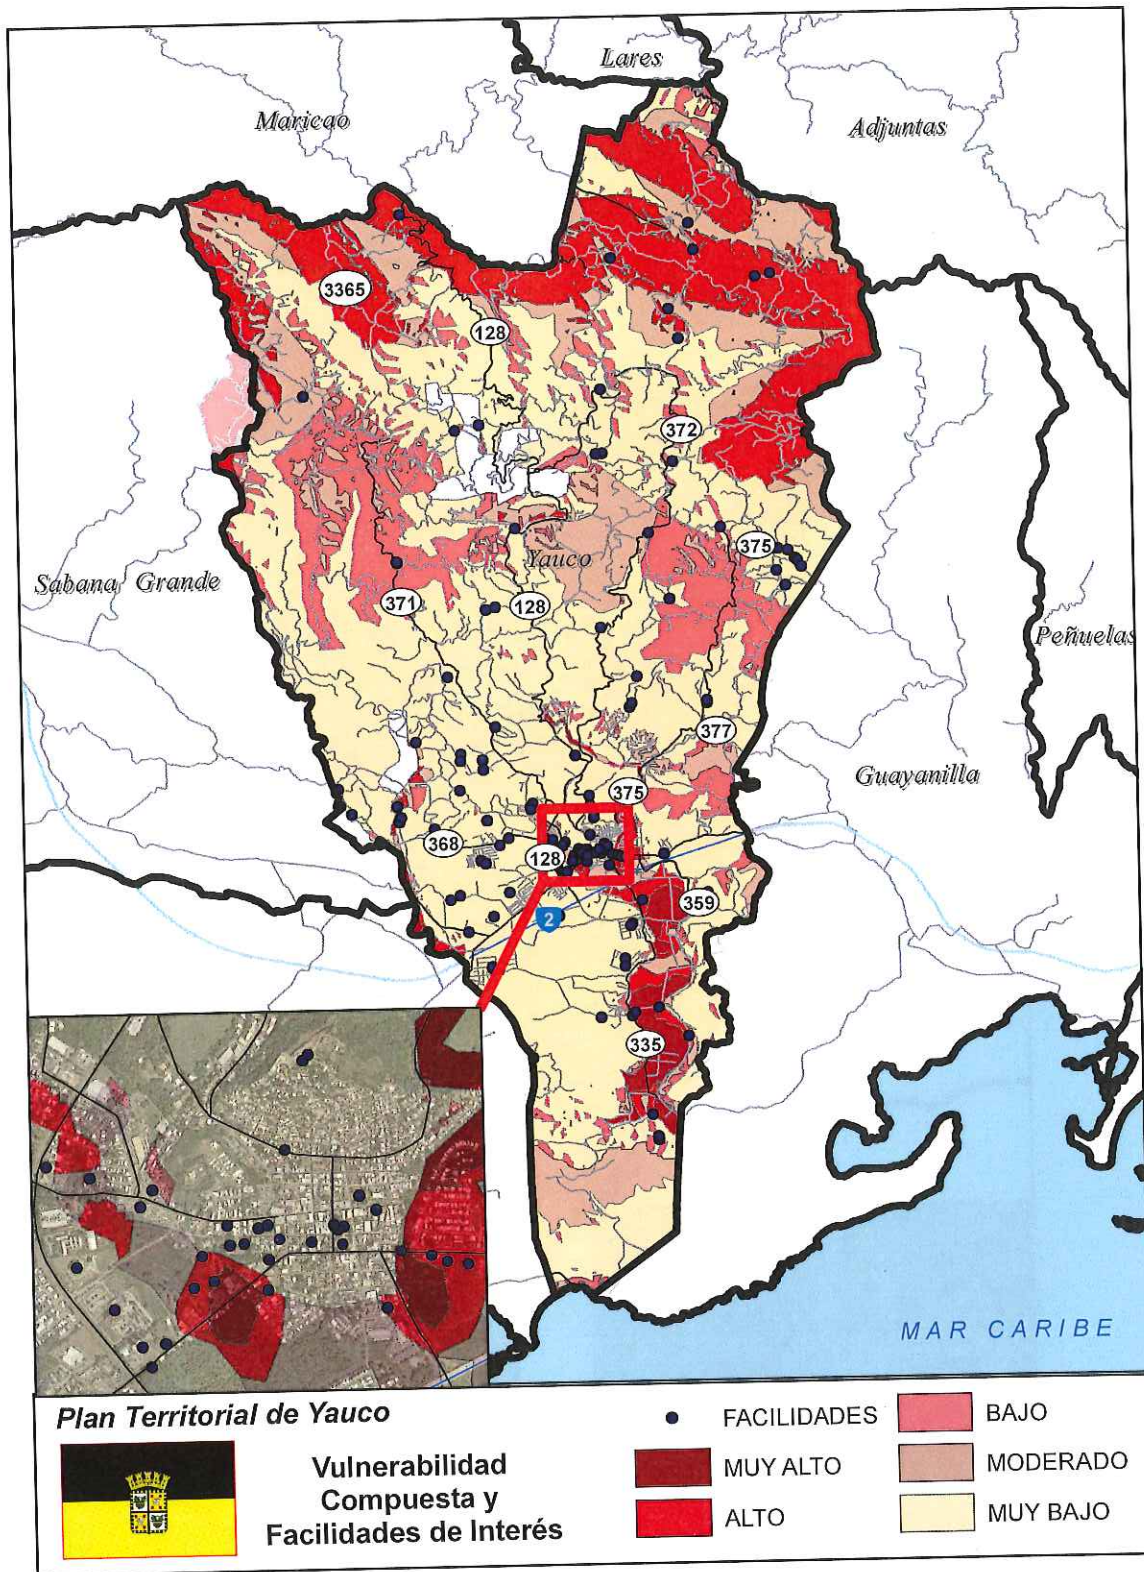 Lares
Maricao
Adjuntas
3365
128
372
375
Yauco
Sabana Grande
371
128
Peñuelas
377
Guayanilla
375
368
128
359
2
335
MAR CARIBE
Plan Territorial de Yauco
Vulnerabilidad
Compuesta y
Facilidades de Interés
FACILIDADES
MUY ALTO
ALTO
BAJO
MODERADO
MUY BAJO